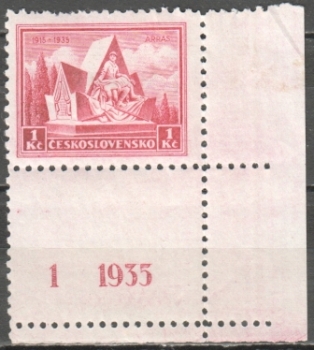 1915-1935 ARRAS
1 Kč 1 Kč
ČESKOSLOVENSKO
1 1935